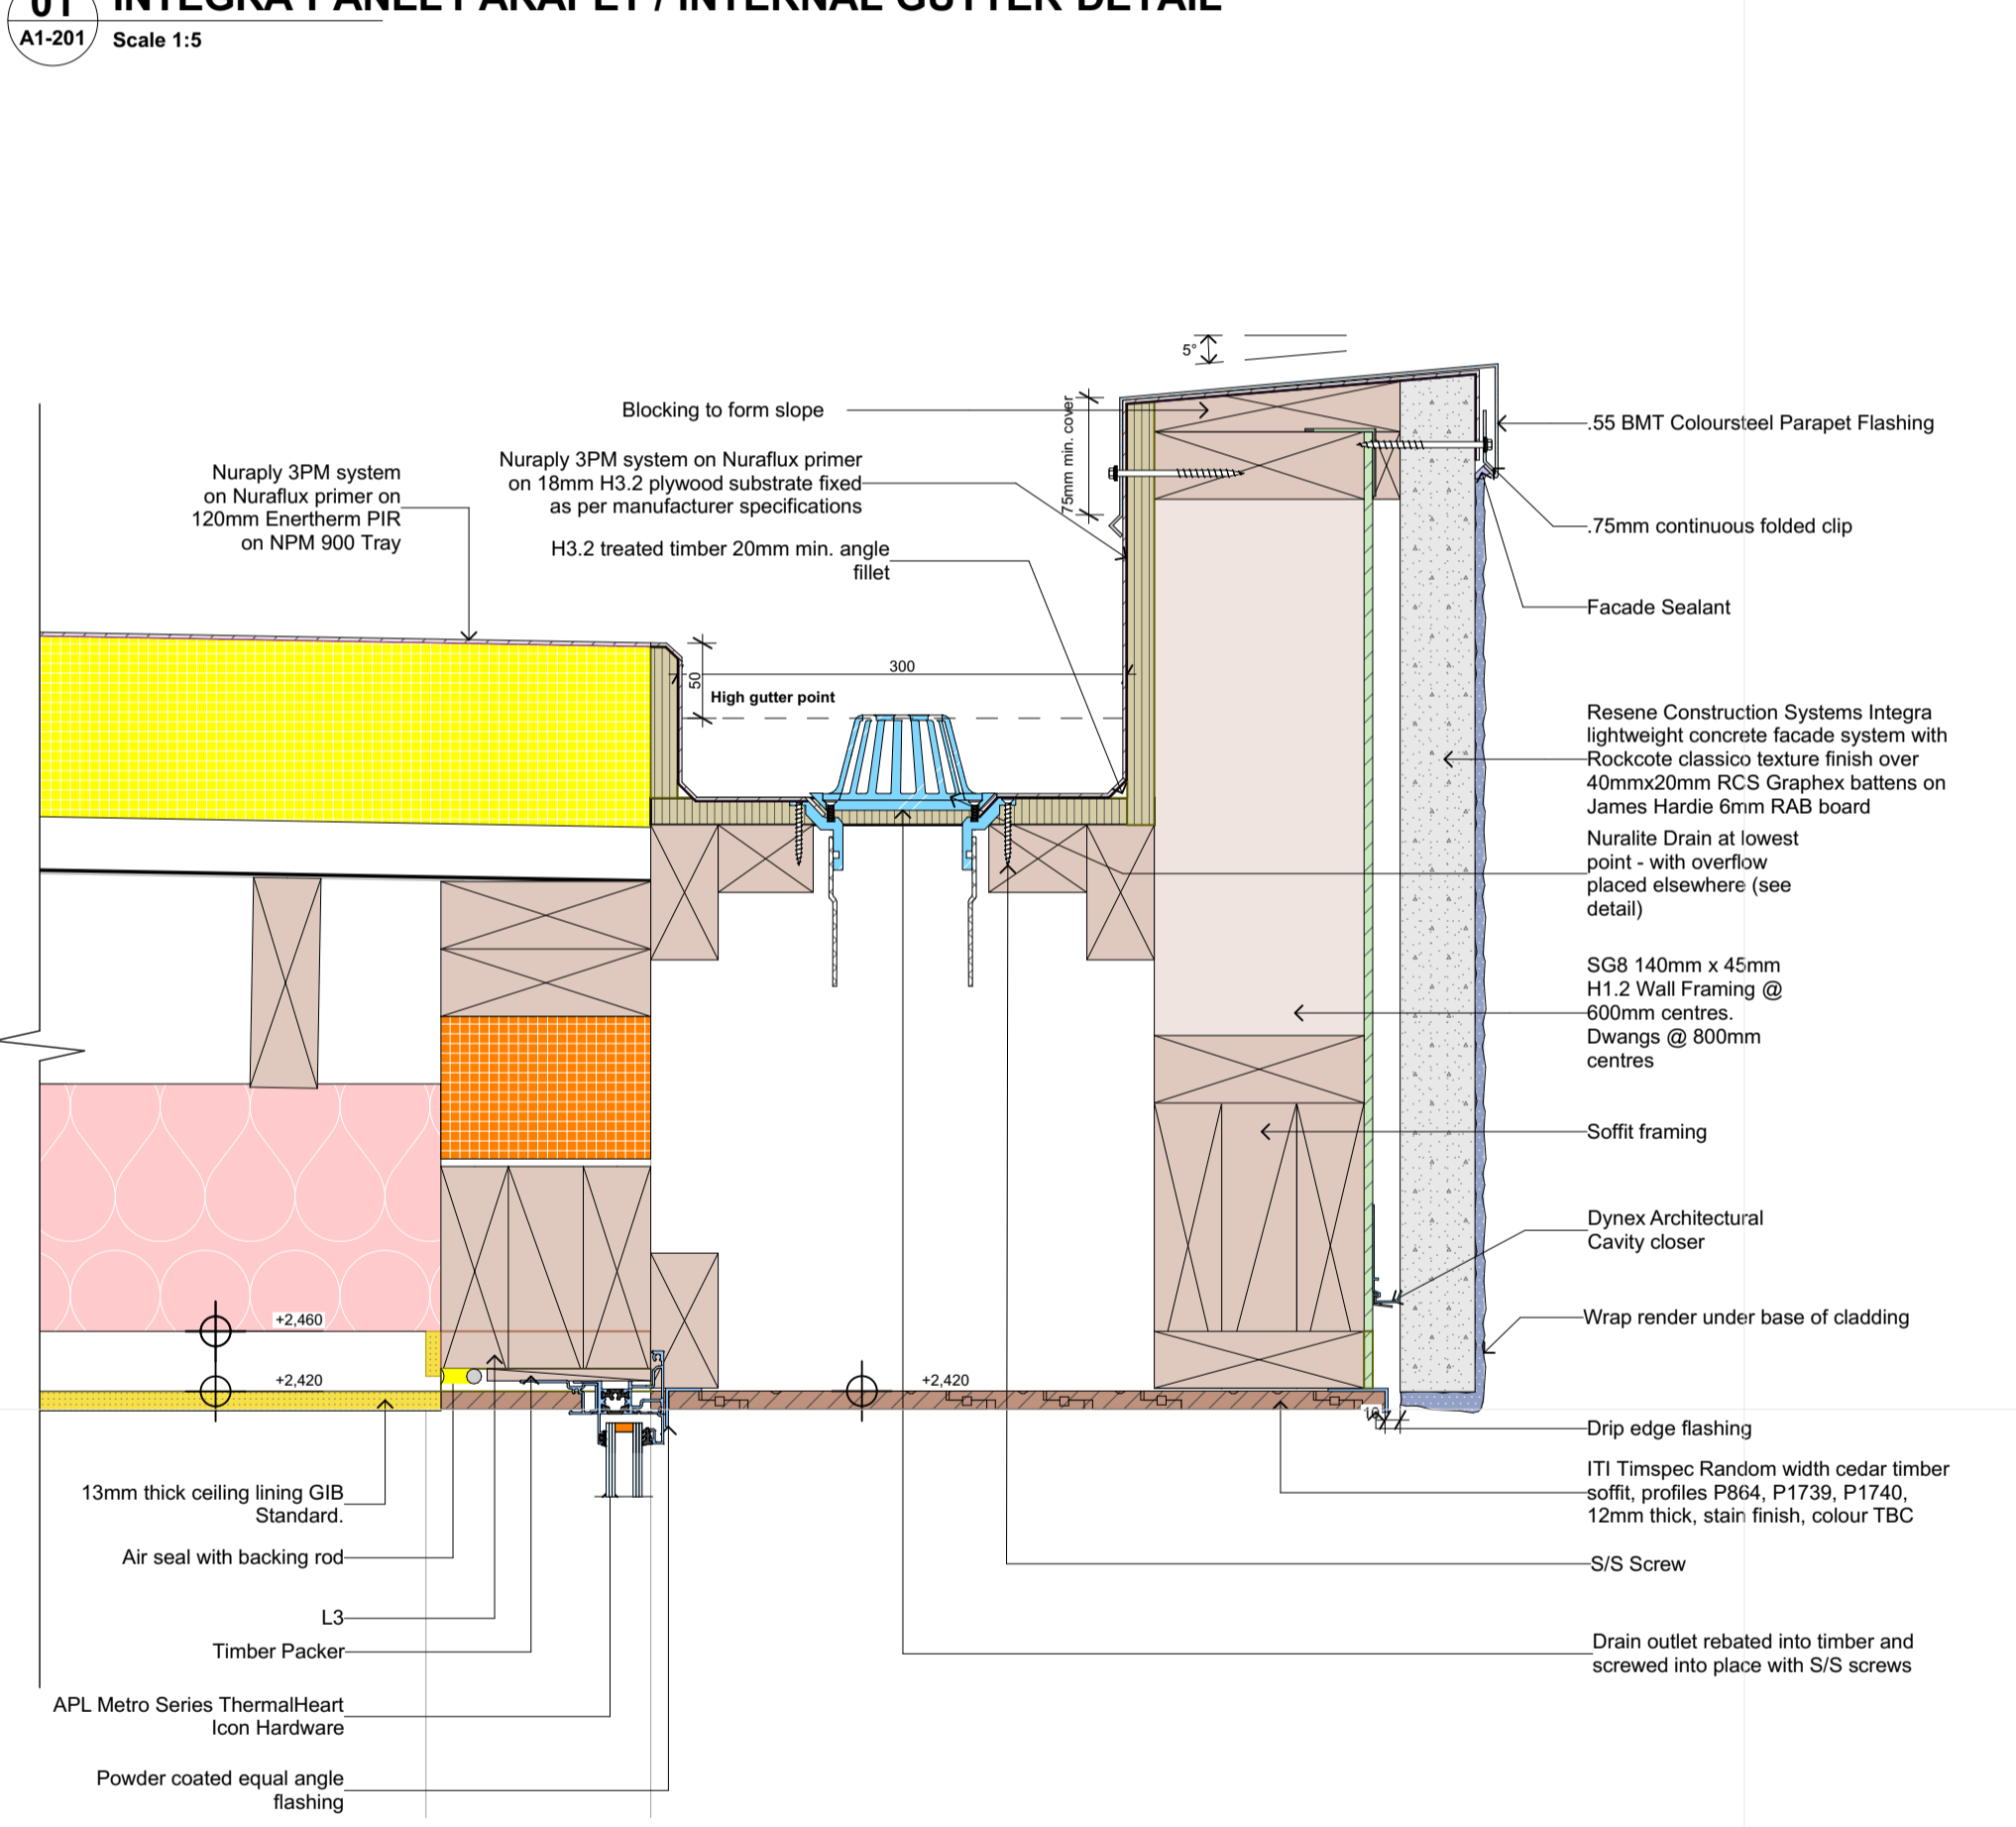 01
INTEGRA PANEL PARAPET / INTERNAL GUTTER DETAIL
A1-201
Scale 1:5
5°
Blocking to form slope
75mm min. cover
.55 BMT Coloursteel Parapet Flashing
Nuraply 3PM system
on Nuraflux primer on
120mm Enertherm PIR
on NPM 900 Tray
Nuraply 3PM system on Nuraflux primer
on 18mm H3.2 plywood substrate fixed
as per manufacturer specifications
.75mm continuous folded clip
H3.2 treated timber 20mm min. angle
fillet
Facade Sealant
300
50
High gutter point
Resene Construction Systems Integra
lightweight concrete facade system with
Rockcote classico texture finish over
40mmx20mm RCS Graphex battens on
James Hardie 6mm RAB board
Nuralite Drain at lowest
point - with overflow
placed elsewhere (see
detail)
SG8 140mm x 45mm
H1.2 Wall Framing @
600mm centres.
Dwangs @ 800mm
centres
Soffit framing
Dynex Architectural
Cavity closer
+2,460
Wrap render under base of cladding
+2,420
+2,420
10
Drip edge flashing
13mm thick ceiling lining GIB
Standard.
ITI Timspec Random width cedar timber
soffit, profiles P864, P1739, P1740,
12mm thick, stain finish, colour TBC
Air seal with backing rod
S/S Screw
L3
Timber Packer
Drain outlet rebated into timber and
screwed into place with S/S screws
APL Metro Series ThermalHeart
Icon Hardware
Powder coated equal angle
flashing